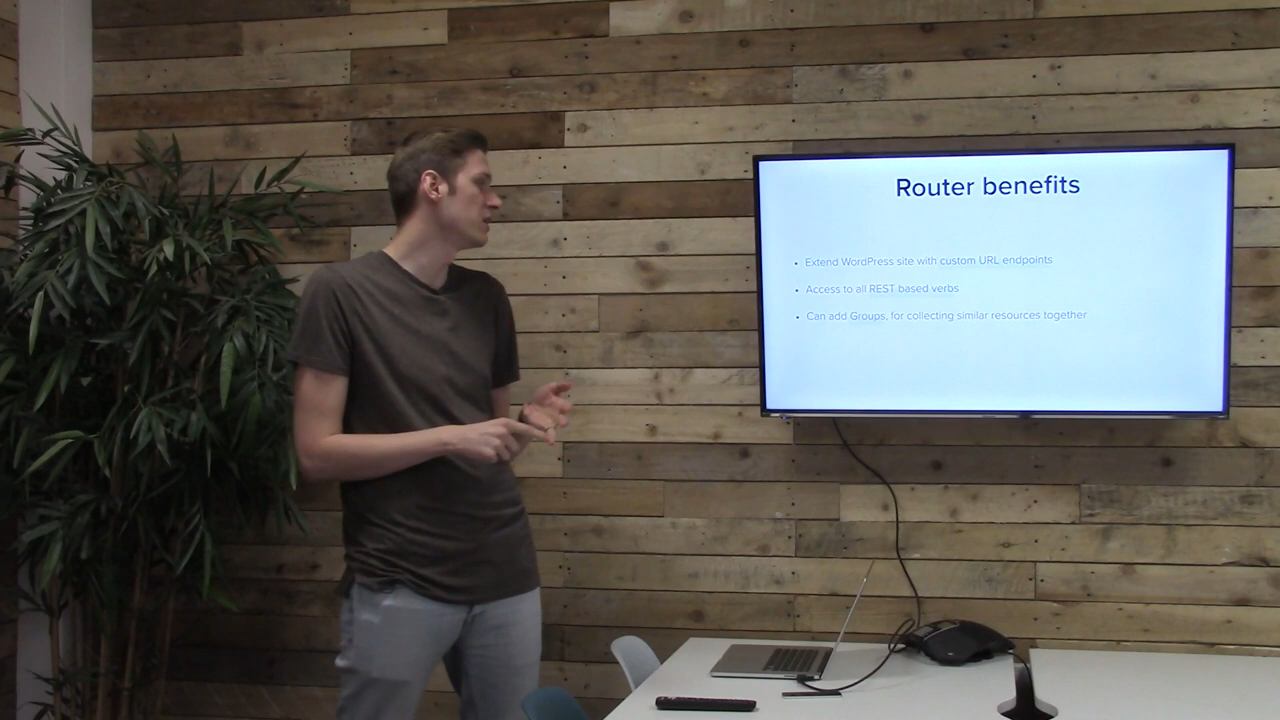 Router benefits
Extend WordPress site with custom URL endpoints
Access to all REST based verbs
Can add Groups, for collecting similar resources together